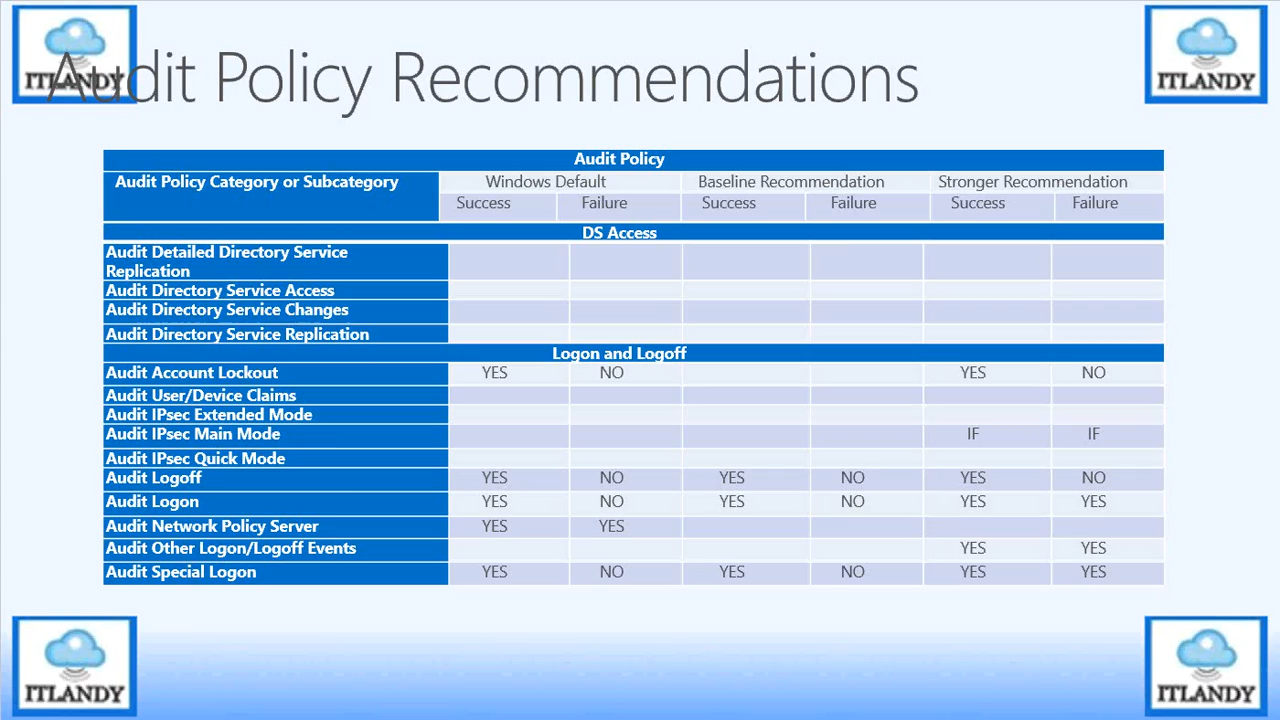 ITLANDY
Audit Policy Recommendations
ITLANDY
Audit Policy
Audit Policy Category or Subcategory Windows Default Baseline Recommendation Stronger Recommendation
Success Failure Success Failure Success Failure
DS Access
Audit Detailed Directory Service
Replication
Audit Directory Service Access
Audit Directory Service Changes
Audit Directory Service Replication
Logon and Logoff
Audit Account Lockout YES NO YES NO
Audit User/Device Claims
Audit IPsec Extended Mode
Audit IPsec Main Mode IF IF
Audit IPsec Quick Mode
Audit Logoff YES NO YES NO YES NO
Audit Logon YES NO YES NO YES YES
Audit Network Policy Server YES YES
Audit Other Logon/Logoff Events YES YES
Audit Special Logon YES NO YES NO YES YES
ITLANDY
ITLANDY